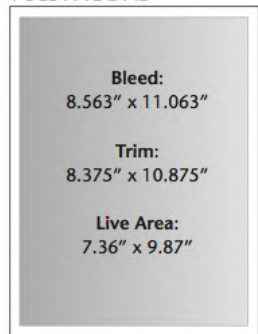 Bleed:
8.563” x 11.063”
Trim:
8.375” x 10.875”
Live Area:
7.36” x 9.87”